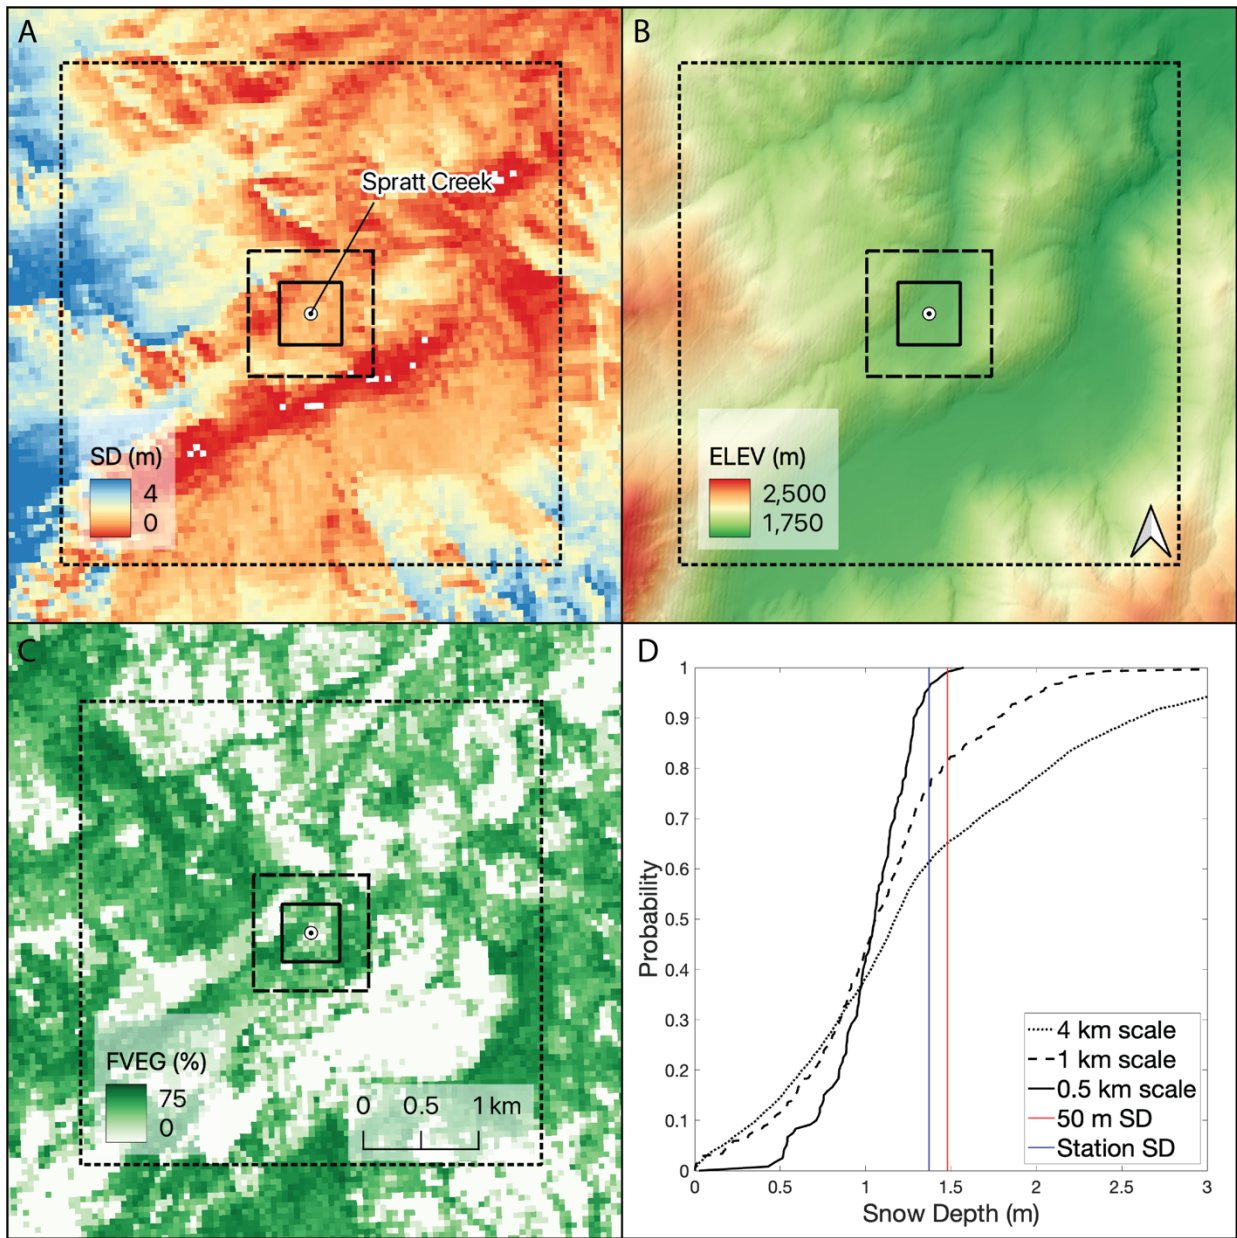 A
Spratt Creek
SD (m)
4
0
B
ELEV (m)
2,500
1,750
C
FVEG (%)
75
0
0 0.5 1 km
D
1
0.9
0.8
0.7
0.6
0.5
0.4
0.3
0.2
0.1
0
Probability
0 0.5 1 1.5 2 2.5 3
Snow Depth (m)
4 km scale
1 km scale
0.5 km scale
50 m SD
Station SD